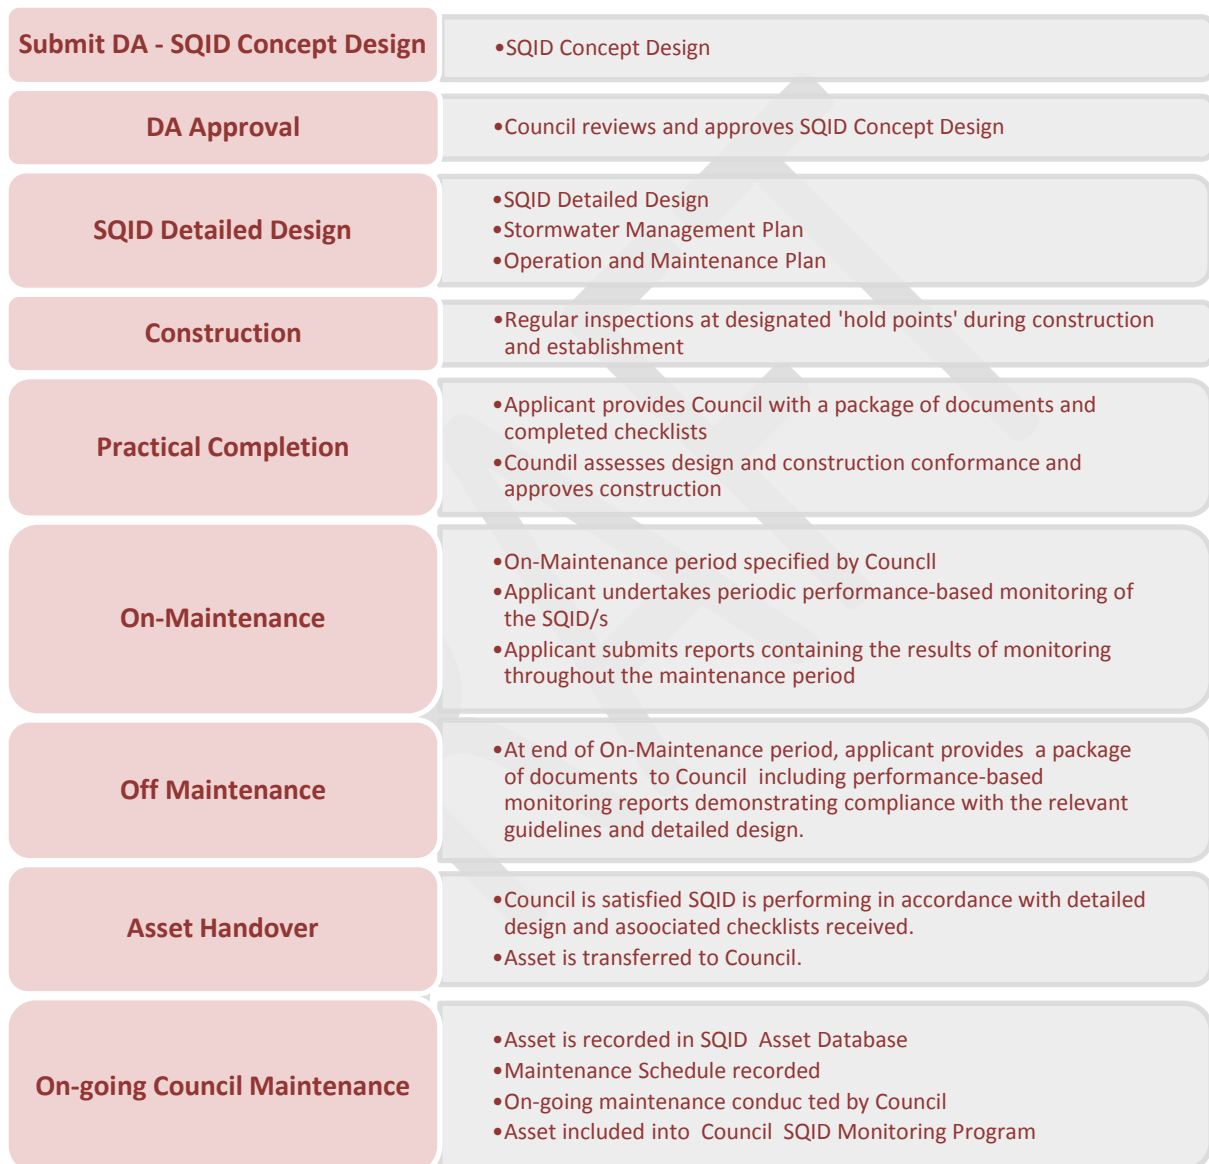 Submit DA - SQID Concept Design
•SQID Concept Design
DA Approval
•Council reviews and approves SQID Concept Design
SQID Detailed Design
•SQID Detailed Design
•Stormwater Management Plan
•Operation and Maintenance Plan
Construction
•Regular inspections at designated 'hold points' during construction
and establishment
Practical Completion
•Applicant provides Council with a package of documents and
completed checklists
•Coundil assesses design and construction conformance and
approves construction
On-Maintenance
•On-Maintenance period specified by Councll
•Applicant undertakes periodic performance-based monitoring of
the SQID/s
•Applicant submits reports containing the results of monitoring
throughout the maintenance period
Off Maintenance
•At end of On-Maintenance period, applicant provides a package
of documents to Council including performance-based
monitoring reports demonstrating compliance with the relevant
guidelines and detailed design.
Asset Handover
•Council is satisfied SQID is performing in accordance with detailed
design and asoociated checklists received.
•Asset is transferred to Council.
On-going Council Maintenance
•Asset is recorded in SQID Asset Database
•Maintenance Schedule recorded
•On-going maintenance conduc ted by Council
•Asset included into Council SQID Monitoring Program
DRAFT